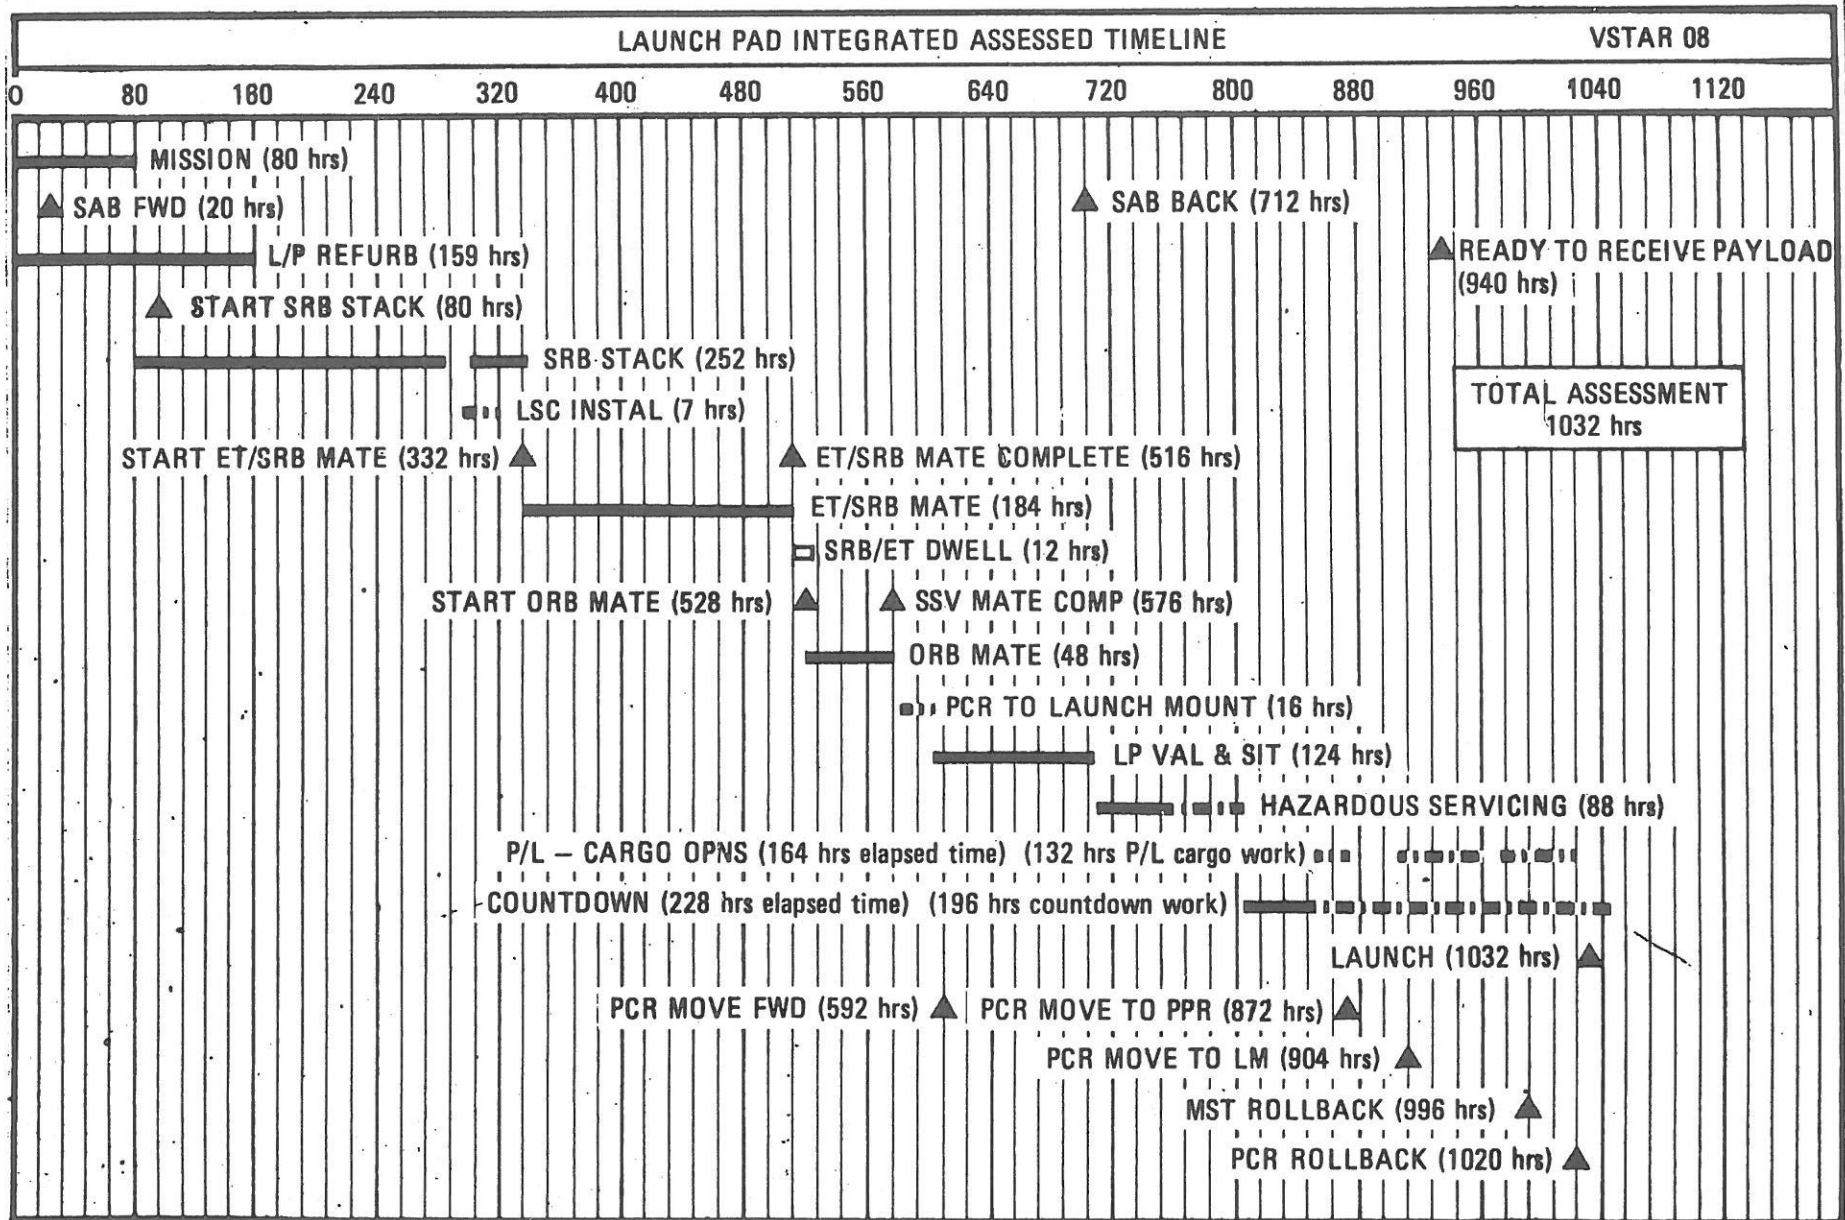 LAUNCH PAD INTEGRATED ASSESSED TIMELINE VSTAR 08
0 80 180 240 320 400 480 560 640 720 800 880 960 1040 1120
MISSION (80 hrs)
SAB FWD (20 hrs)
SAB BACK (712 hrs)
L/P REFURB (159 hrs)
READY TO RECEIVE PAYLOAD
(940 hrs)
START SRB STACK (80 hrs)
SRB STACK (252 hrs)
TOTAL ASSESSMENT
1032 hrs
LSC INSTAL (7 hrs)
START ET/SRB MATE (332 hrs)
ET/SRB MATE COMPLETE (516 hrs)
ET/SRB MATE (184 hrs)
SRB/ET DWELL (12 hrs)
START ORB MATE (528 hrs)
SSV MATE COMP (576 hrs)
ORB MATE (48 hrs)
PCR TO LAUNCH MOUNT (16 hrs)
LP VAL & SIT (124 hrs)
HAZARDOUS SERVICING (88 hrs)
P/L – CARGO OPNS (164 hrs elapsed time) (132 hrs P/L cargo work)
COUNTDOWN (228 hrs elapsed time) (196 hrs countdown work)
LAUNCH (1032 hrs)
PCR MOVE FWD (592 hrs)
PCR MOVE TO PPR (872 hrs)
PCR MOVE TO LM (904 hrs)
MST ROLLBACK (996 hrs)
PCR ROLLBACK (1020 hrs)